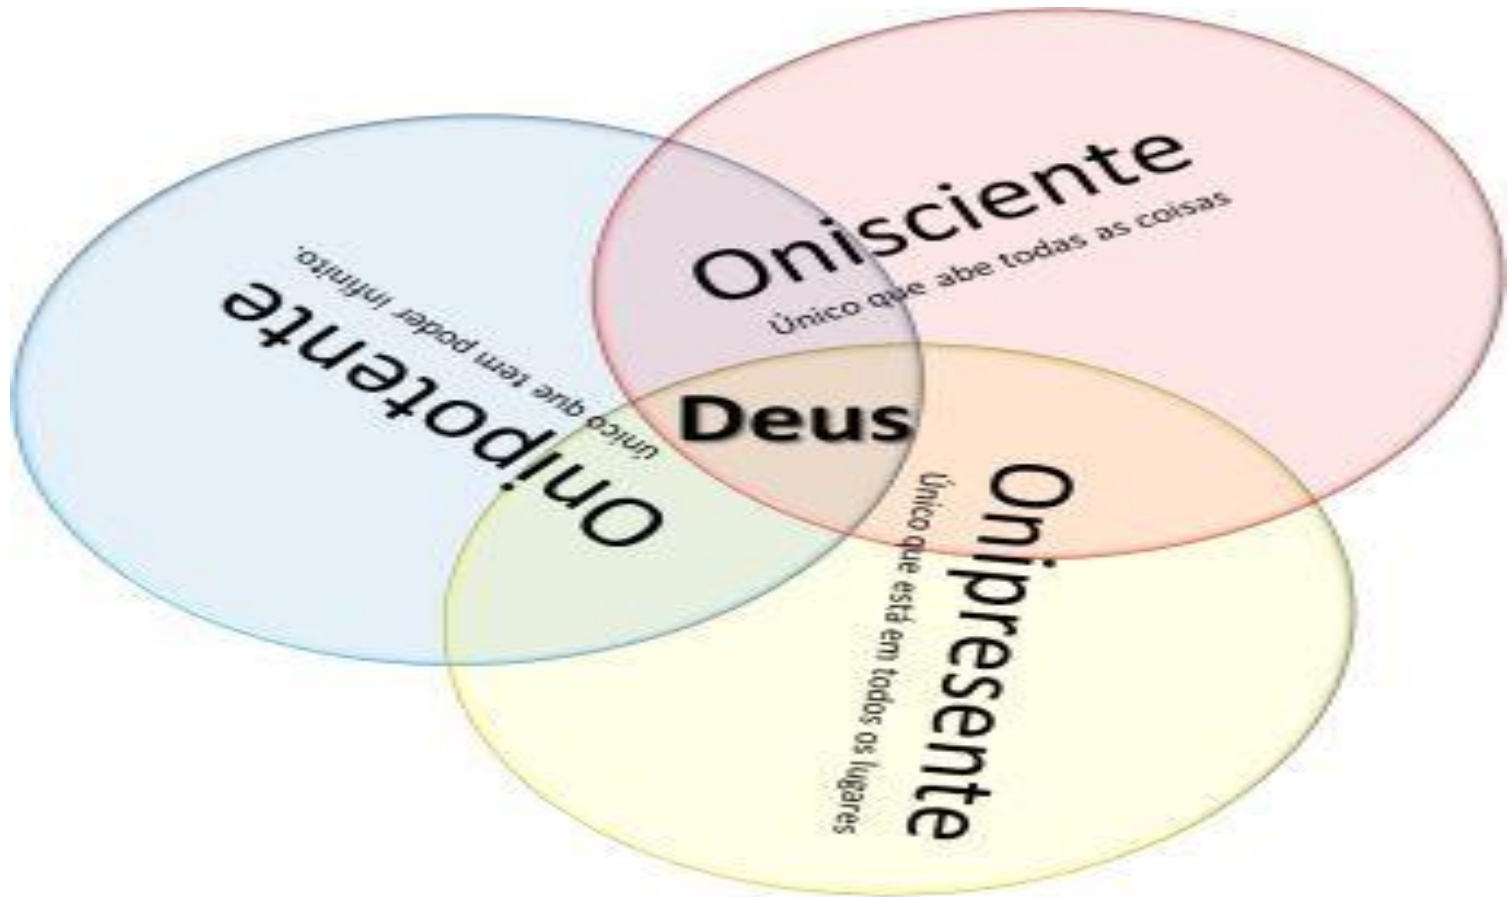 Onisciente
Único que abe todas as coisas
Onipotente
único que tem poder infinito.
Deus
Onipresente
Único que está em todos os lugares